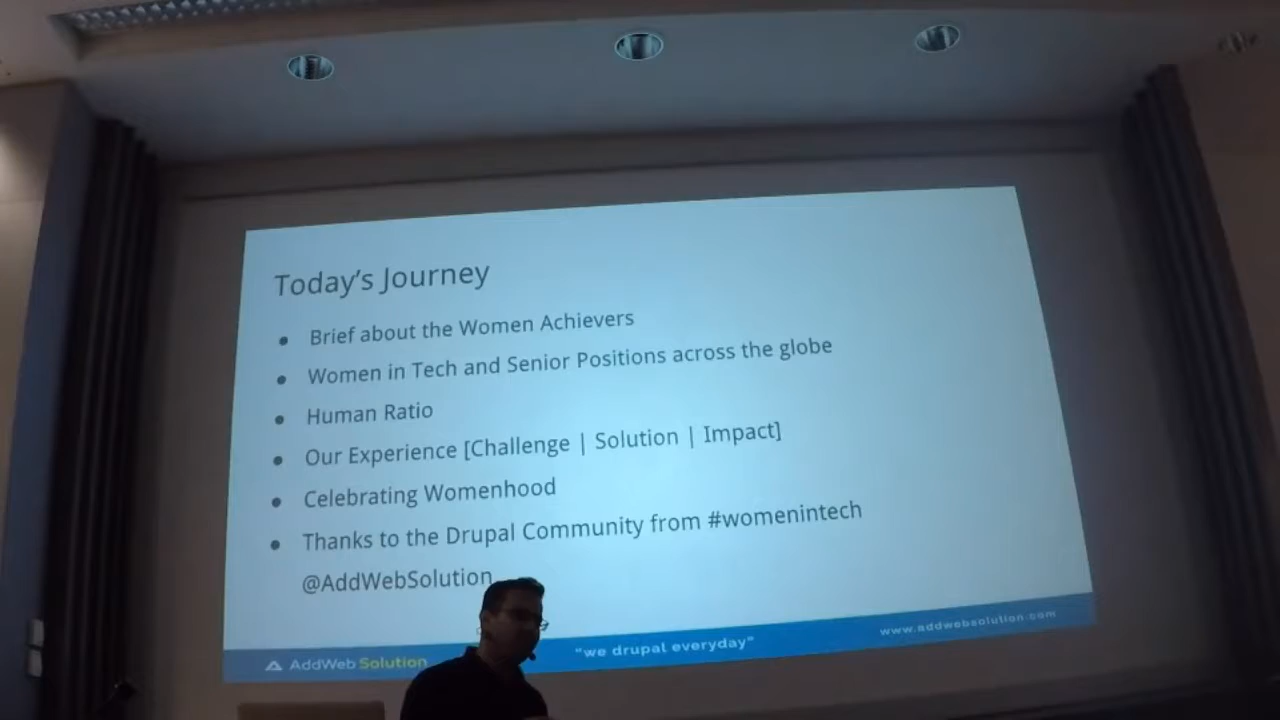 Today's Journey
● Brief about the Women Achievers
● Women in Tech and Senior Positions across the globe
● Human Ratio
● Our Experience [Challenge | Solution | Impact]
● Celebrating Womenhood
● Thanks to the Drupal Community from #womenintech
@AddWebSolution
AddWeb Solution
"we drupal everyday"
www.addwebsolution.com